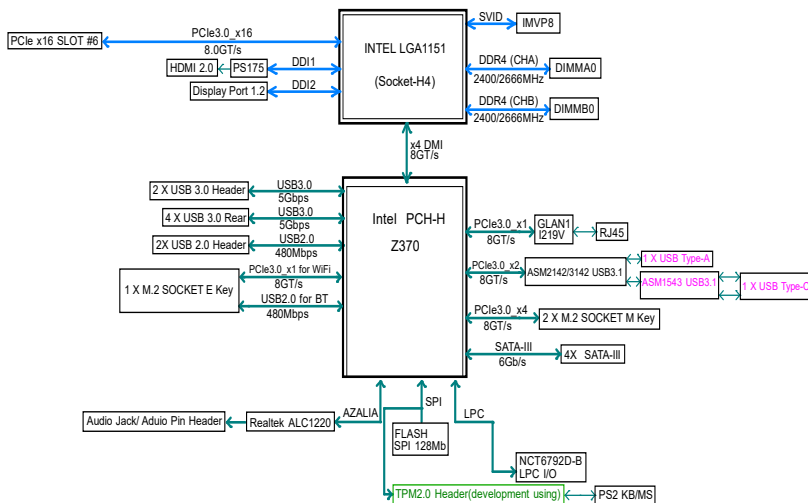 SVID
IMVP8
PCIe x16 SLOT #6
PCIe3.0_x16
8.0GT/s
INTEL LGA1151
(Socket-H4)
HDMI 2.0
PS175
DDI1
DDR4 (CHA)
2400/2666MHz
DIMMA0
Display Port 1.2
DDI2
DDR4 (CHB)
2400/2666MHz
DIMMB0
x4 DMI
8GT/s
2 X USB 3.0 Header
USB3.0
5Gbps
4 X USB 3.0 Rear
USB3.0
5Gbps
2X USB 2.0 Header
USB2.0
480Mbps
1 X M.2 SOCKET E Key
PCIe3.0_x1 for WiFi
8GT/s
USB2.0 for BT
480Mbps
Intel PCH-H
Z370
PCIe3.0_x1
8GT/s
GLAN1
I219V
RJ45
PCIe3.0_x2
8GT/s
ASM2142/3142 USB3.1
1 X USB Type-A
ASM1543 USB3.1
1 X USB Type-C
PCIe3.0_x4
8GT/s
2 X M.2 SOCKET M Key
SATA-III
6Gb/s
4X SATA-III
Audio Jack/ Aduio Pin Header
Realtek ALC1220
AZALIA
SPI
FLASH
SPI 128Mb
LPC
NCT6792D-B
LPC I/O
TPM2.0 Header(development using)
PS2 KB/MS